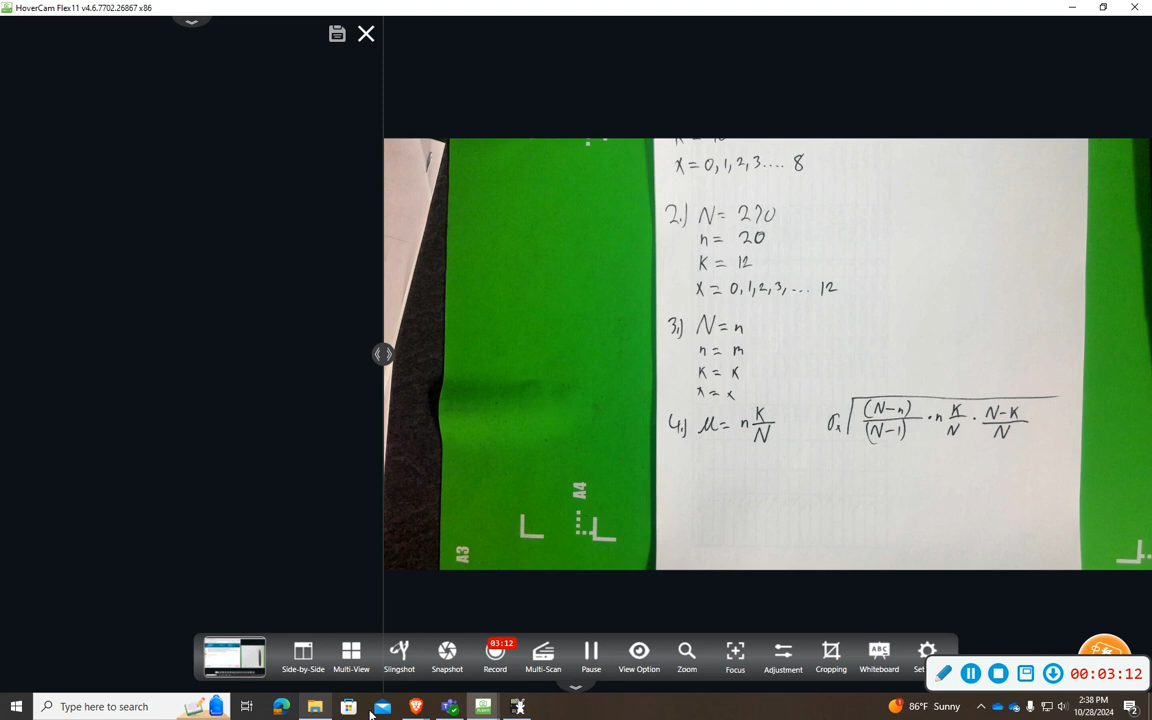 HoverCam Flex11 v4.6.7702.26867 x86
x = 0, 1, 2, 3.... 8
2.) N = 270
n = 20
K = 12
x = 0, 1, 2, 3, ... 12
3.) N = n
n = m
K = K
x = x
4.) μ = n K/N σx √ (N-n)/(N-1) · n K/N · N-K/N
A4
A3
03:12
Side-by-Side Multi-View Slingshot Snapshot Record Multi-Scan Pause View Option Zoom Focus Adjustment Cropping Whiteboard Set
ABC
00:03:12
Type here to search
86°F Sunny
2:38 PM
10/28/2024
2